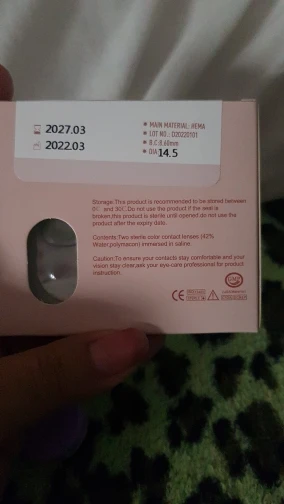 2027.03
2022.03
MAIN MATERIAL: HEMA
LOT NO.: D20220101
B.C:8.60mm
DIA14.5
Storage:This product is recommended to be stored between
0℃ and 30℃.Do not use the product if the seal is
broken,this product is sterile until opened do not use the
product after the expiry date.
Contents:Two sterile color contact lenses (42%
Water,polymacon) immersed in saline.
Caution:To ensure your contacts stay comfortable and your
vision stay clear,ask your eye-care professional for product
instruction.
CE